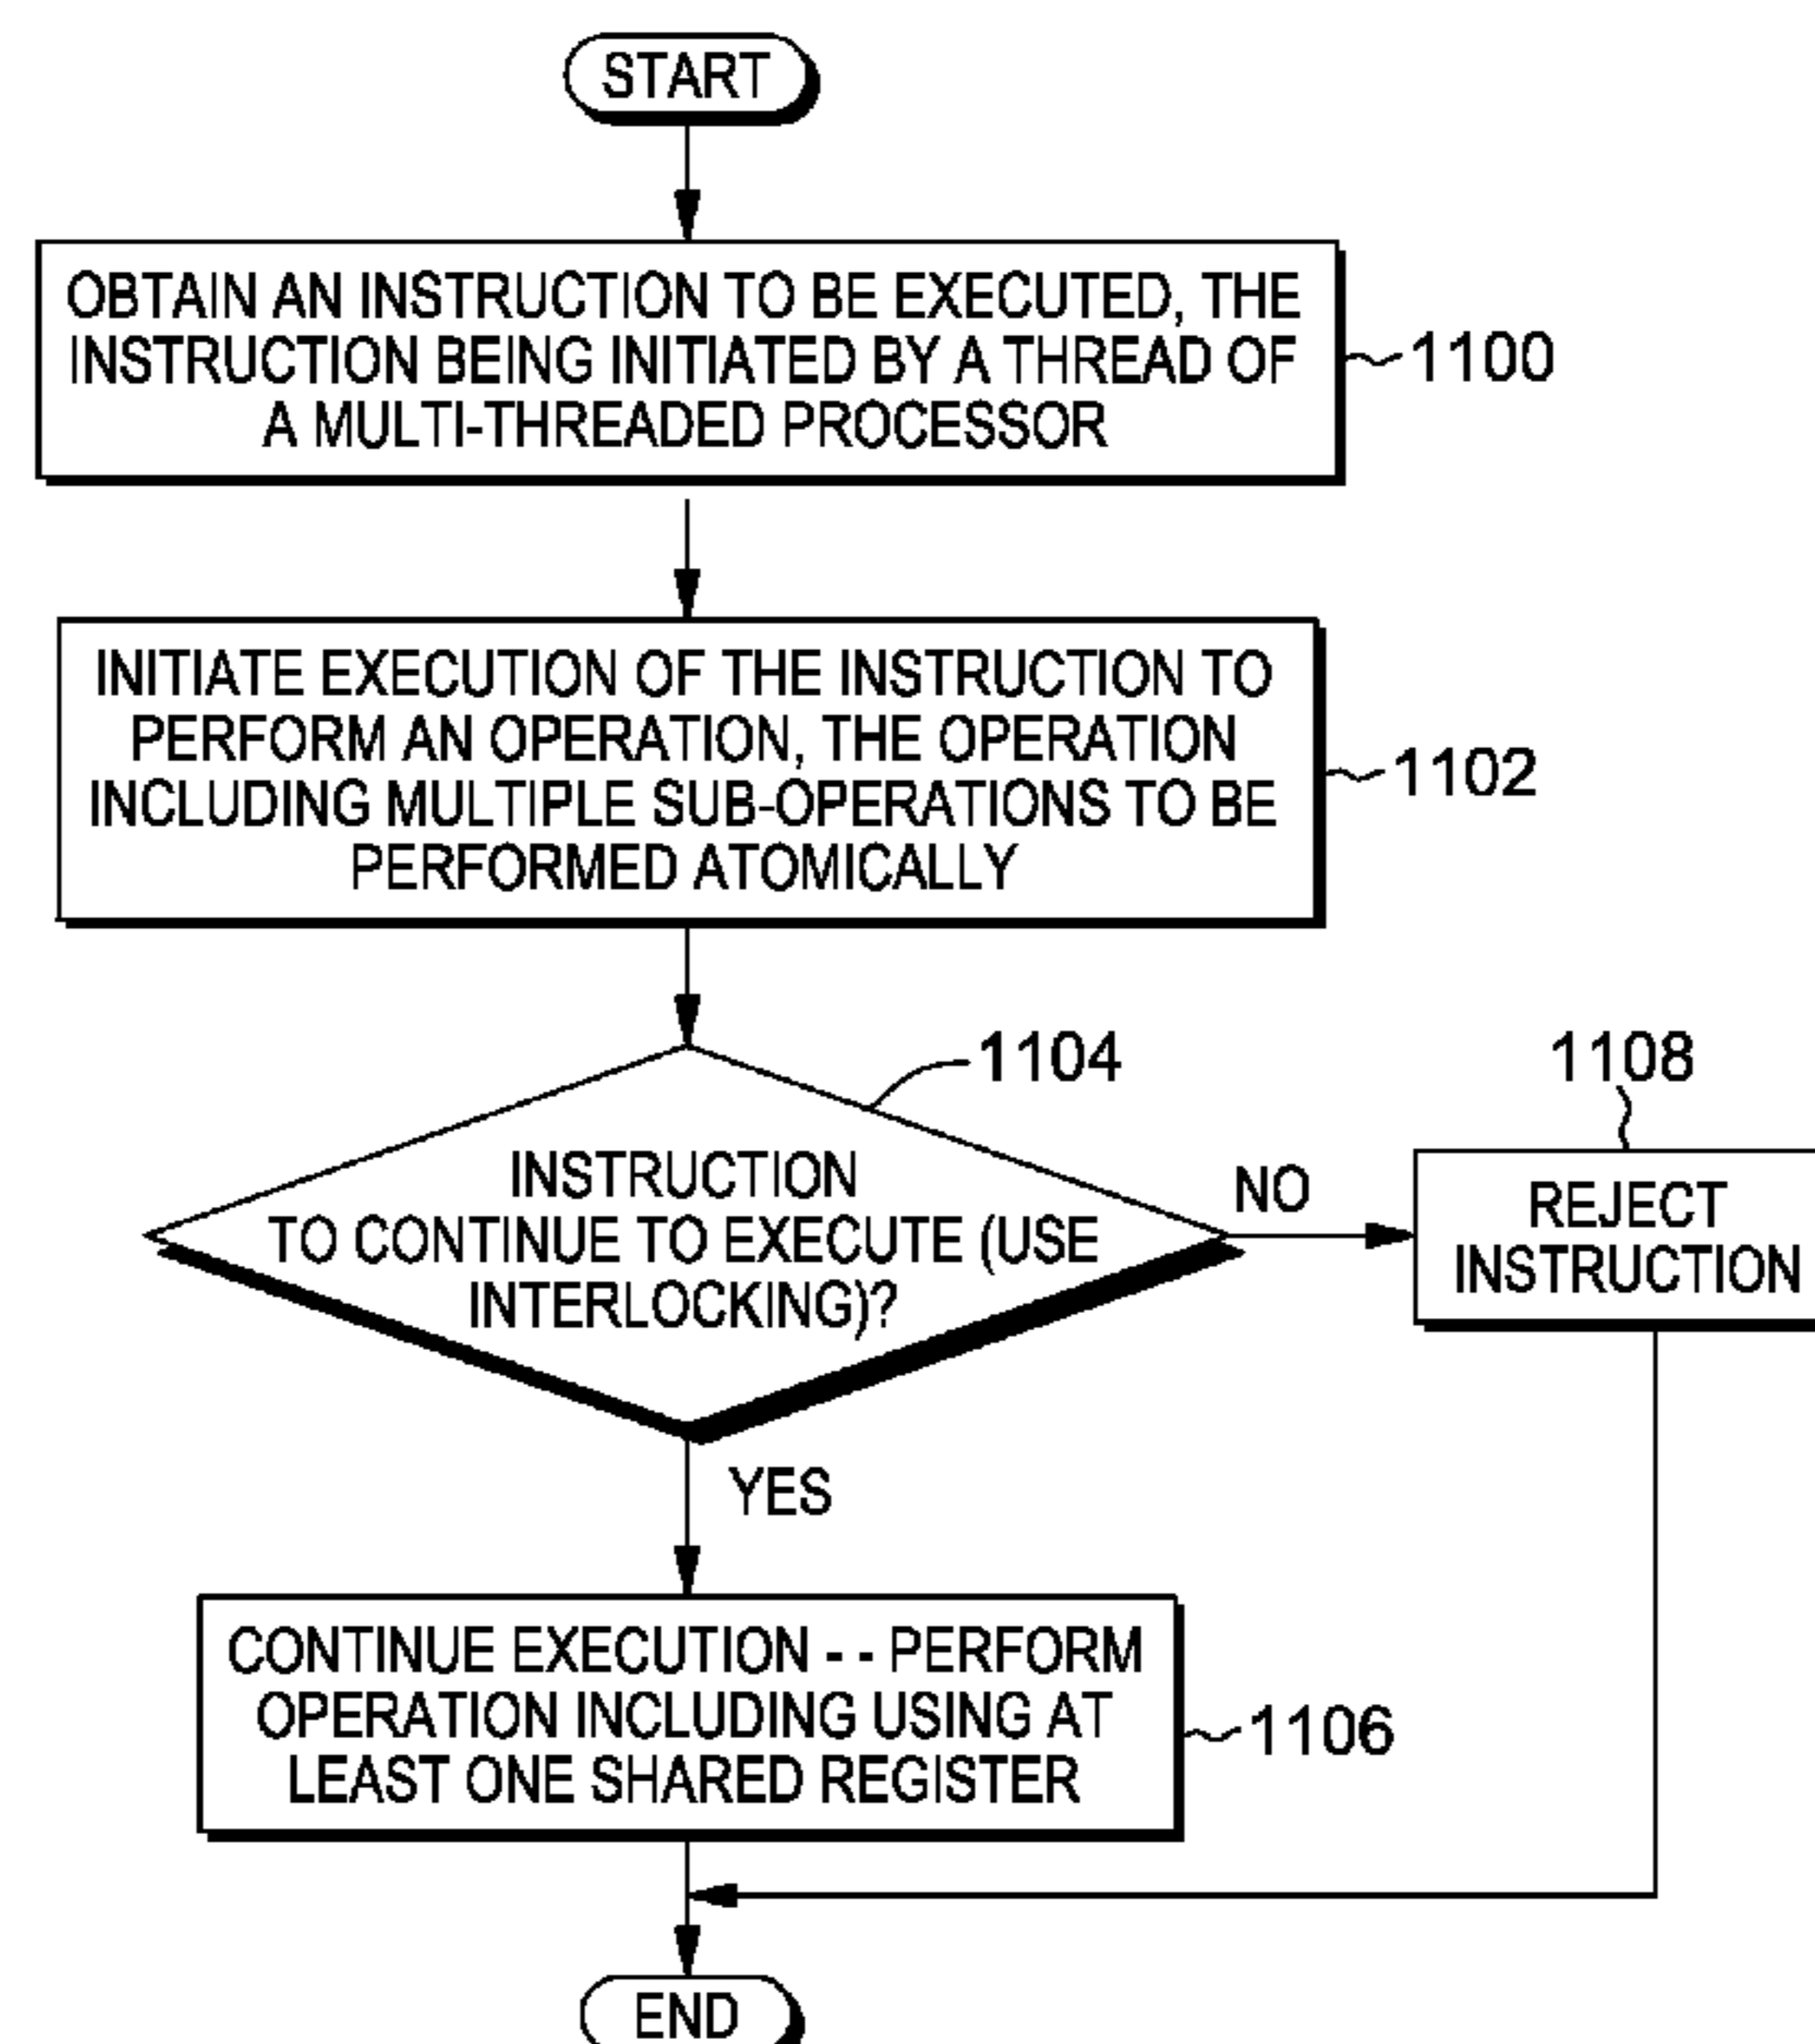 START
OBTAIN AN INSTRUCTION TO BE EXECUTED, THE
INSTRUCTION BEING INITIATED BY A THREAD OF
A MULTI-THREADED PROCESSOR
1100
INITIATE EXECUTION OF THE INSTRUCTION TO
PERFORM AN OPERATION, THE OPERATION
INCLUDING MULTIPLE SUB-OPERATIONS TO BE
PERFORMED ATOMICALLY
1102
1104
INSTRUCTION
TO CONTINUE TO EXECUTE (USE
INTERLOCKING)?
NO
1108
REJECT
INSTRUCTION
YES
CONTINUE EXECUTION - - PERFORM
OPERATION INCLUDING USING AT
LEAST ONE SHARED REGISTER
1106
END